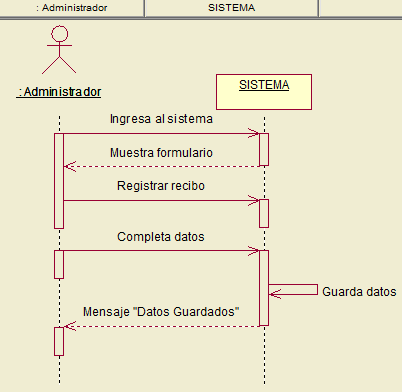 : Administrador
SISTEMA
: Administrador
SISTEMA
Ingresa al sistema
Muestra formulario
Registrar recibo
Completa datos
Guarda datos
Mensaje "Datos Guardados"